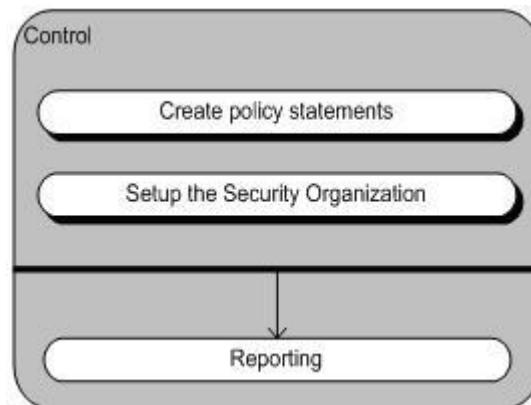 Control
Create policy statements
Setup the Security Organization
Reporting